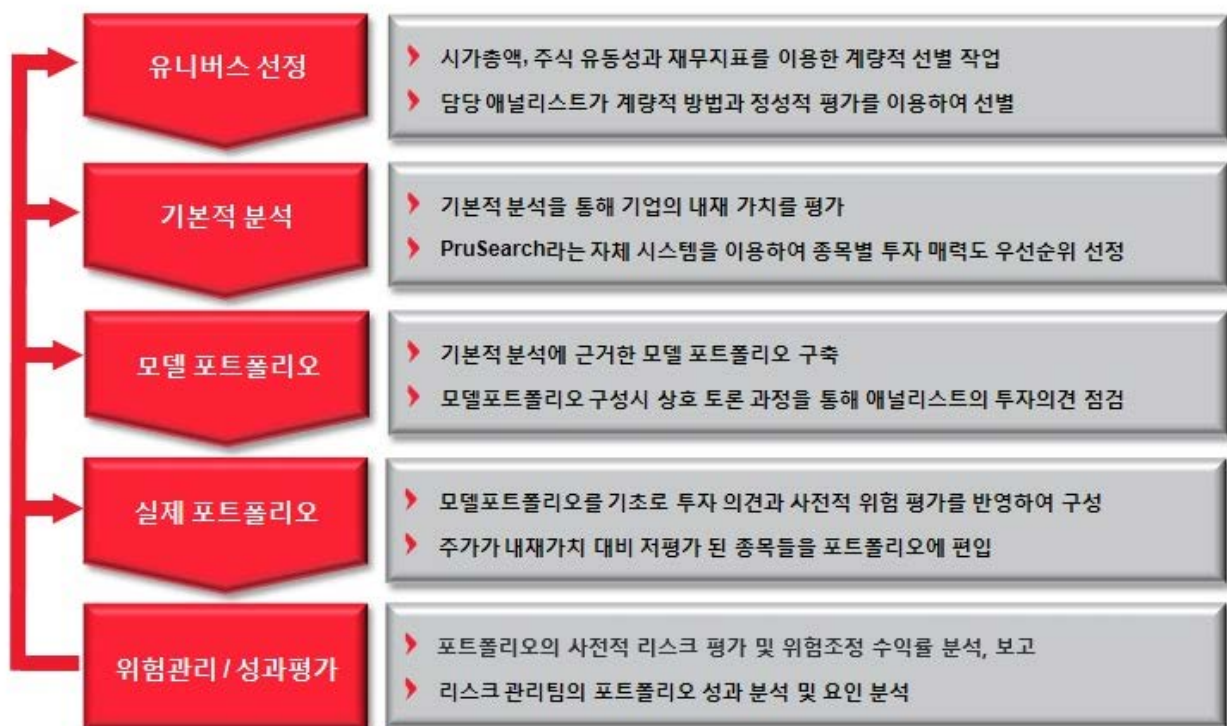 유니버스 선정
시가총액, 주식 유동성과 재무지표를 이용한 계량적 선별 작업
담당 애널리스트가 계량적 방법과 정성적 평가를 이용하여 선별
기본적 분석
기본적 분석을 통해 기업의 내재 가치를 평가
PruSearch라는 자체 시스템을 이용하여 종목별 투자 매력도 우선순위 선정
모델 포트폴리오
기본적 분석에 근거한 모델 포트폴리오 구축
모델포트폴리오 구성시 상호 토론 과정을 통해 애널리스트의 투자의견 점검
실제 포트폴리오
모델포트폴리오를 기초로 투자 의견과 사전적 위험 평가를 반영하여 구성
주가가 내재가치 대비 저평가 된 종목들을 포트폴리오에 편입
위험관리 / 성과평가
포트폴리오의 사전적 리스크 평가 및 위험조정 수익률 분석, 보고
리스크 관리팀의 포트폴리오 성과 분석 및 요인 분석